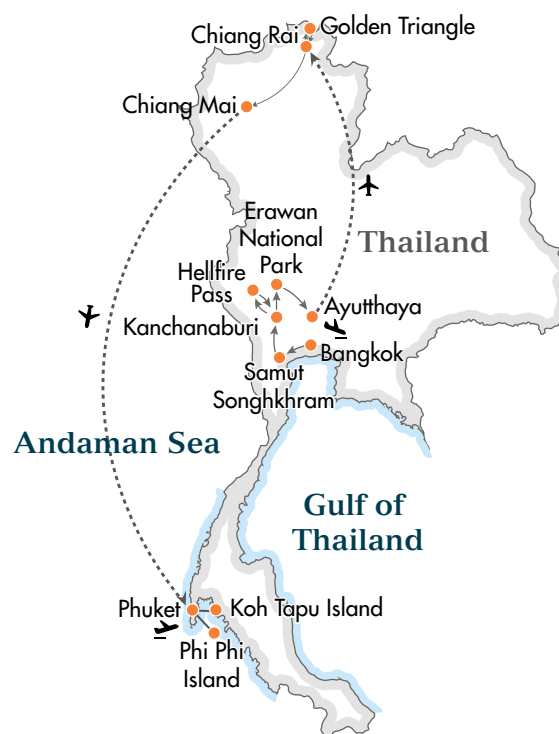 Golden Triangle
Chiang Rai
Chiang Mai
Erawan
National
Park
Thailand
Hellfire
Pass
Ayutthaya
Kanchanaburi
Bangkok
Samut
Songhkhram
Andaman Sea
Gulf of
Thailand
Phuket
Koh Tapu Island
Phi Phi
Island